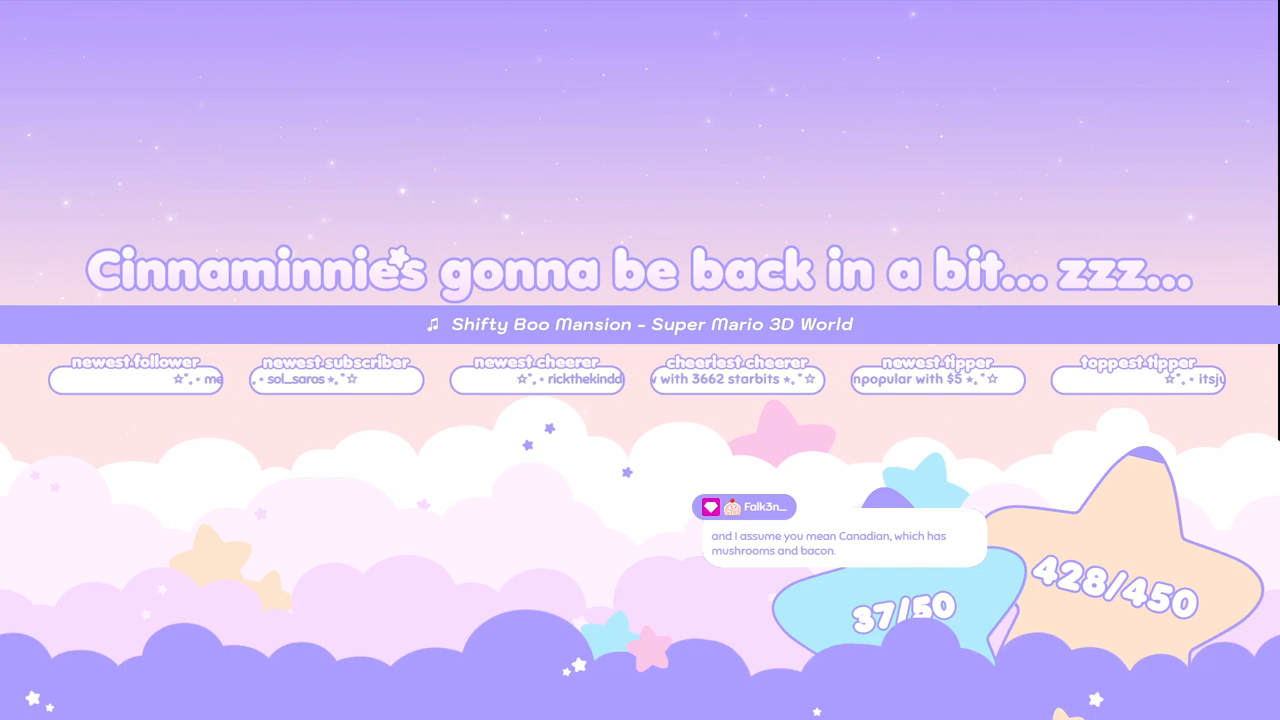 Cinnaminnie's gonna be back in a bit... zzz...
♫ Shifty Boo Mansion - Super Mario 3D World
newest follower
newest subscriber
newest cheerer
cheeriest cheerer
newest tipper
toppest tipper
☆˚｡⋆ me
⋆ sol_saros ⋆｡˚☆
☆˚｡⋆ rickthekindd
with 3662 starbits ⋆｡˚☆
npopular with $5 ⋆｡˚☆
☆˚｡⋆ itsju
Falk3n_
and I assume you mean Canadian, which has
mushrooms and bacon.
428/450
37/50